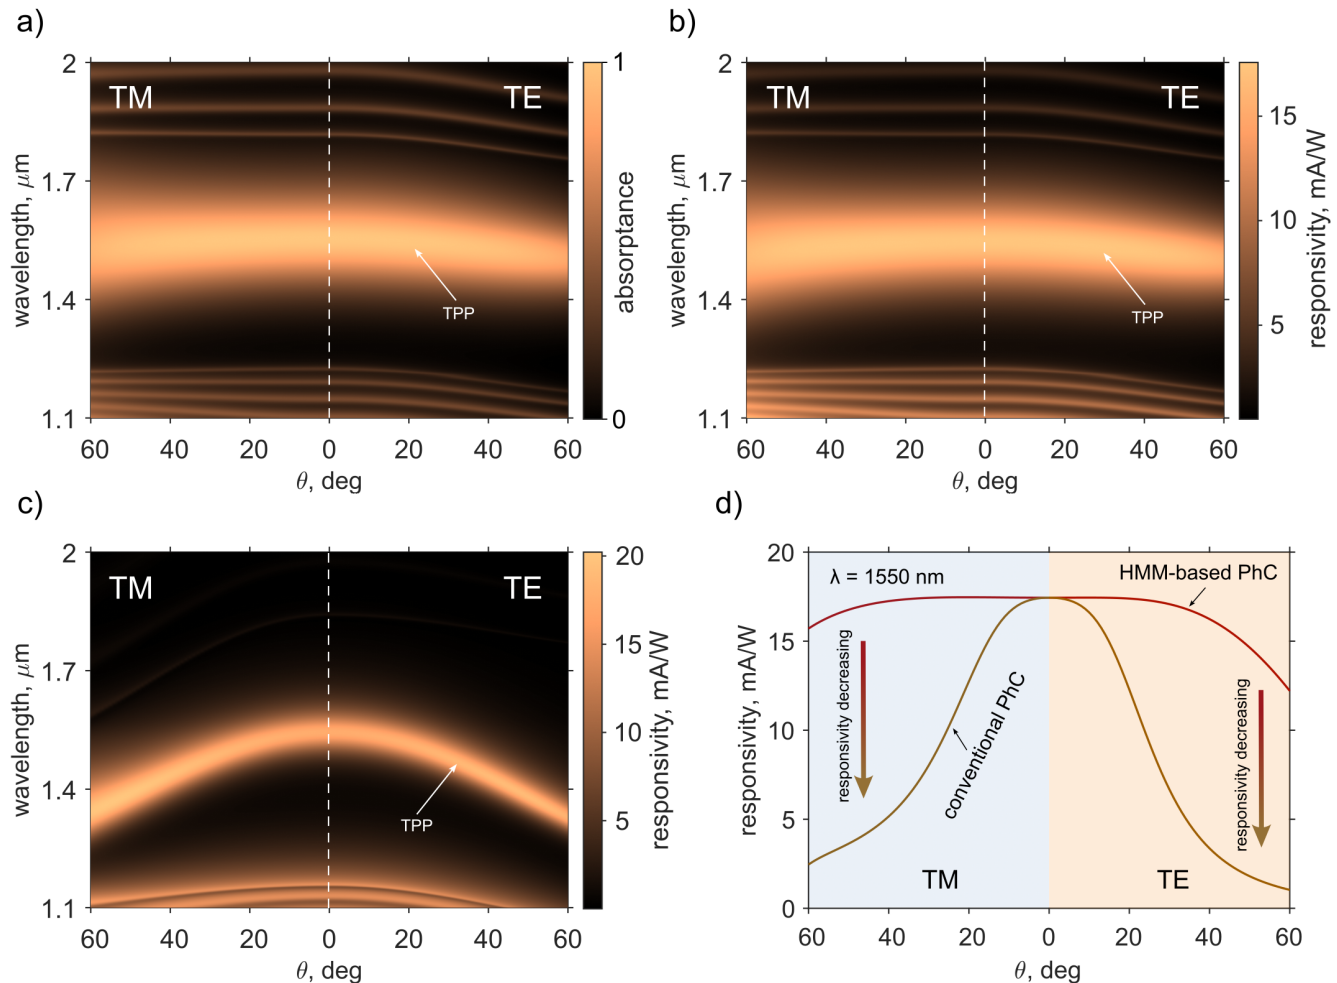 a)
2
1.7
1.4
1.1
wavelength, μm
TM
TE
TPP
60
40
20
0
20
40
60
θ, deg
1
0
absorptance
b)
2
1.7
1.4
1.1
wavelength, μm
TM
TE
TPP
60
40
20
0
20
40
60
θ, deg
15
10
5
responsivity, mA/W
c)
2
1.7
1.4
1.1
wavelength, μm
TM
TE
TPP
60
40
20
0
20
40
60
θ, deg
20
15
10
5
responsivity, mA/W
d)
20
15
10
5
0
responsivity, mA/W
λ = 1550 nm
HMM-based PhC
responsivity decreasing
conventional PhC
responsivity decreasing
TM
TE
60
40
20
0
20
40
60
θ, deg